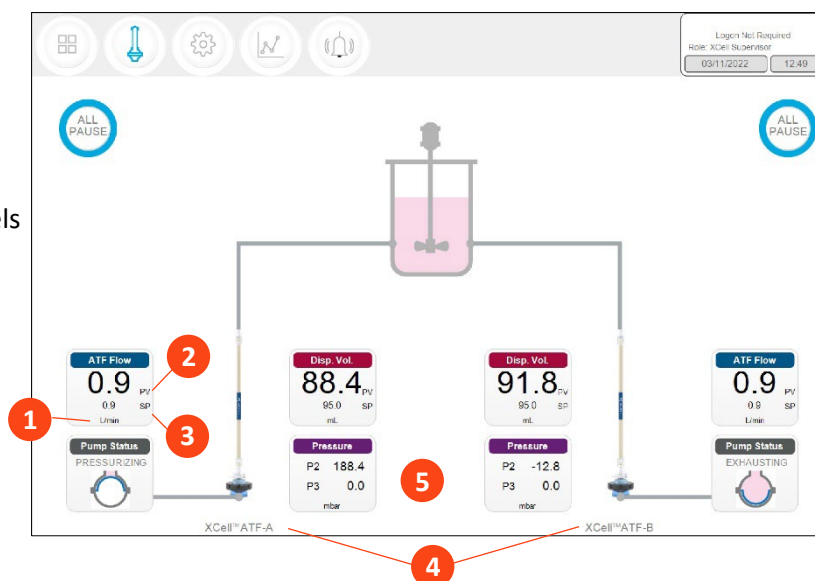 Logon Not Required
Role: XCell Supervisor
03/11/2022 12:49
ALL PAUSE
ALL PAUSE
els
ATF Flow
0.9 PV
0.9 SP
L/min
Disp. Vol.
88.4 PV
95.0 SP
mL
Disp. Vol.
91.8 PV
95.0 SP
mL
ATF Flow
0.9 PV
0.9 SP
L/min
2
1
3
Pump Status
PRESSURIZING
Pressure
P2 188.4
P3 0.0
mbar
5
Pressure
P2 -12.8
P3 0.0
mbar
Pump Status
EXHAUSTING
XCell™ATF-A
XCell™ATF-B
4